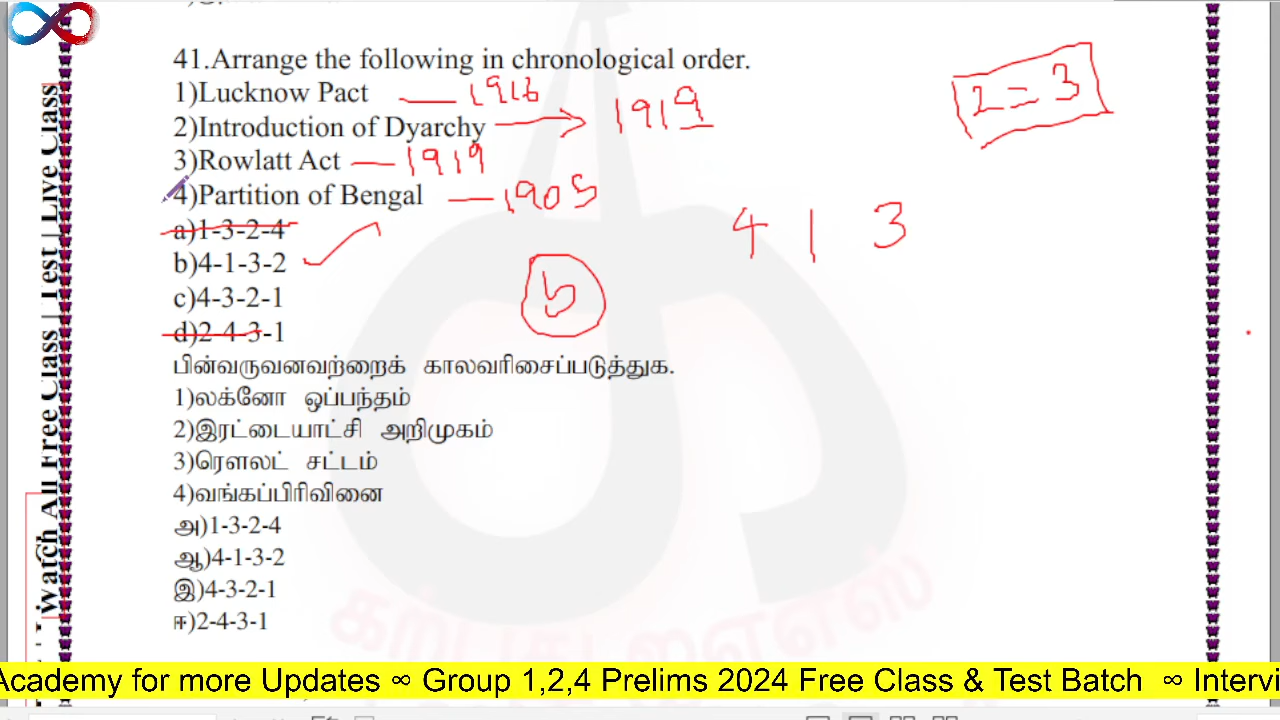 41.Arrange the following in chronological order.
1)Lucknow Pact — 1916
2)Introduction of Dyarchy → 1919
3)Rowlatt Act — 1919
4)Partition of Bengal — 1905
2 = 3
a)1-3-2-4
4 1 3
b)4-1-3-2
b
c)4-3-2-1
d)2-4-3-1
பின்வருவனவற்றைக் காலவரிசைப்படுத்துக.
1)லக்னோ ஒப்பந்தம்
2)இரட்டையாட்சி அறிமுகம்
3)ரௌலட் சட்டம்
4)வங்கப்பிரிவினை
அ)1-3-2-4
ஆ)4-1-3-2
இ)4-3-2-1
ஈ)2-4-3-1
Watch All Free Class | Test | Live Class
Academy for more Updates ∞ Group 1,2,4 Prelims 2024 Free Class & Test Batch ∞ Intervi